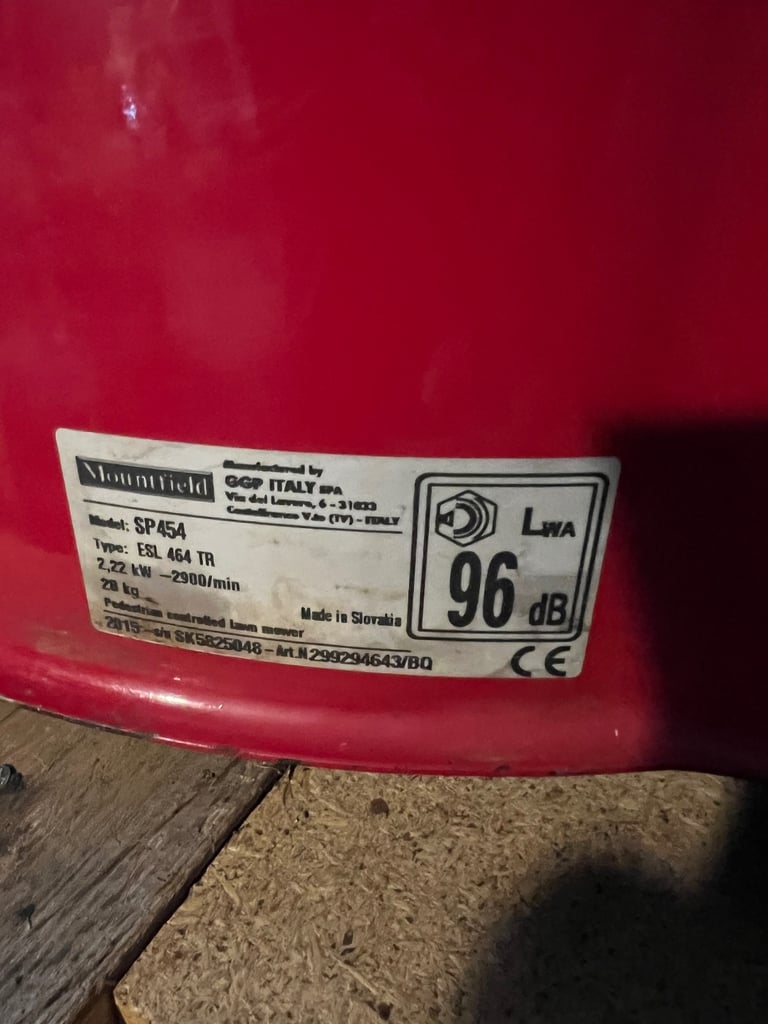 Mountfield
Manufactured by
GGP ITALY SPA
Via del Lavoro, 6 - 31033
Castelfranco V.to (TV) - ITALY
Model: SP454
Type: ESL 464 TR
2,22 kW – 2900/min
28 kg
Pedestrian controlled lawn mower
Made in Slovakia
2015 - s/n SK5825048 - Art.N 299294643/BQ
LWA
96 dB
CE